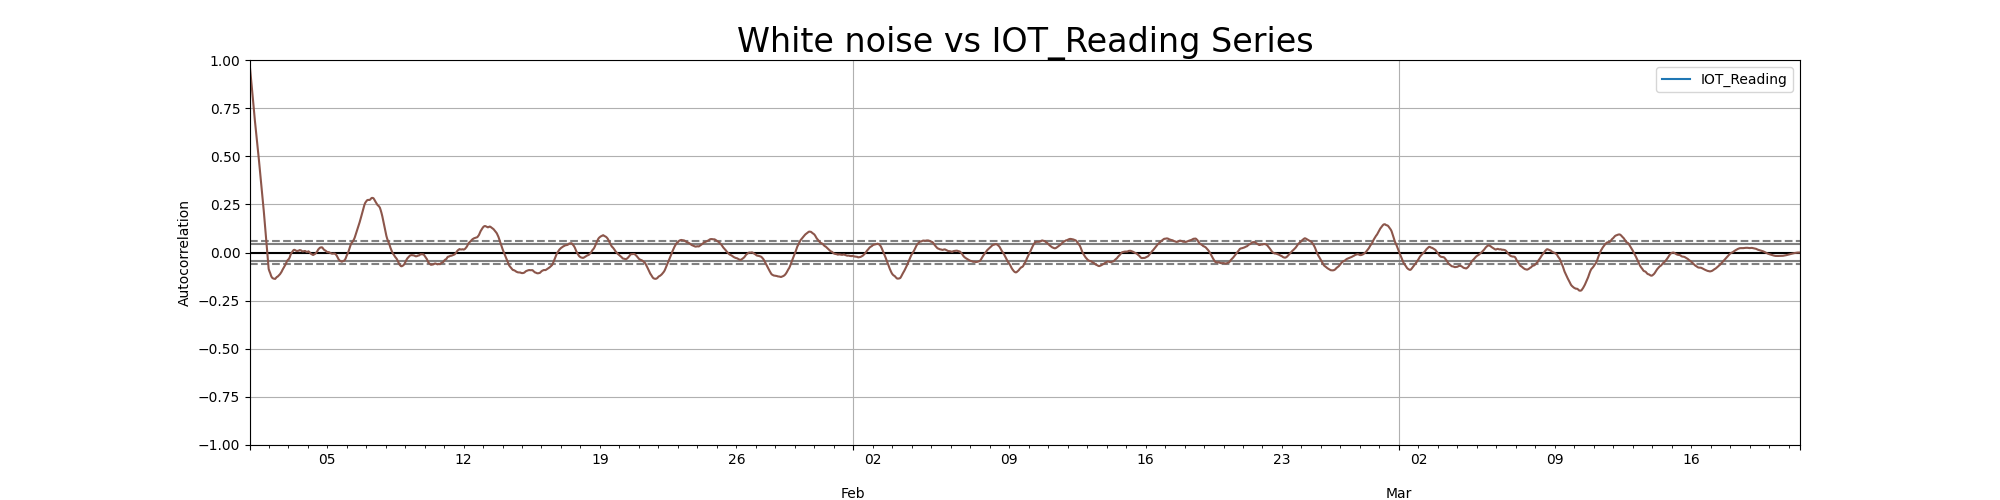 White noise vs IOT_Reading Series
IOT_Reading
Autocorrelation
1.00
0.75
0.50
0.25
0.00
−0.25
−0.50
−0.75
−1.00
05 12 19 26 02 09 16 23 02 09 16
Feb Mar